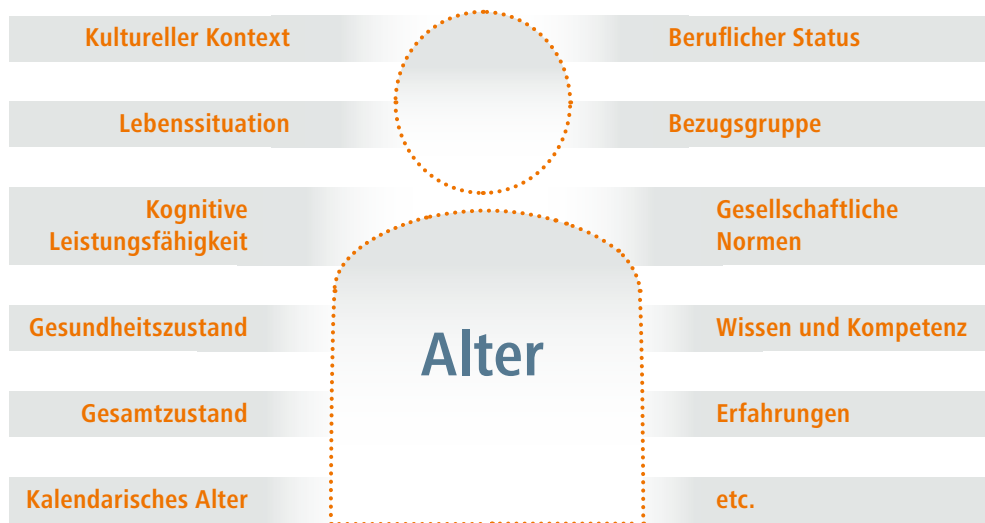 Kultureller Kontext
Beruflicher Status
Lebenssituation
Bezugsgruppe
Kognitive
Leistungsfähigkeit
Gesellschaftliche
Normen
Gesundheitszustand
Alter
Wissen und Kompetenz
Gesamtzustand
Erfahrungen
Kalendarisches Alter
etc.